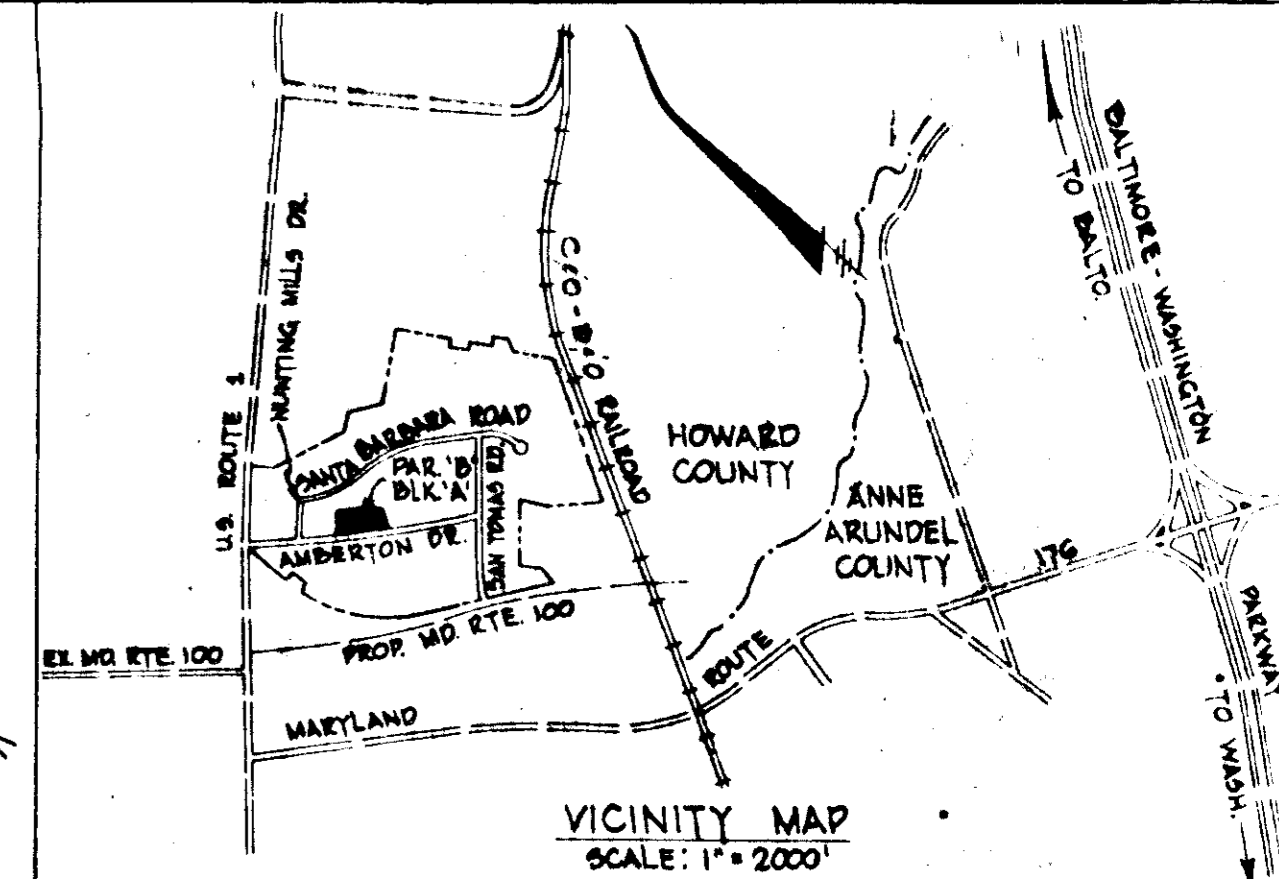 BALTIMORE - WASHINGTON
TO BALTO.
HUNTING MILLS DR.
C&O - B&O RAILROAD
U.S. ROUTE 1
SANTA BARBARA ROAD
PAR. 'B'
BLK. 'A'
SAN TOMAS RD.
AMBERTON DR.
HOWARD
COUNTY
ANNE
ARUNDEL
COUNTY
176
PARKWAY
EX. MD. RTE. 100
PROP. MD. RTE. 100
ROUTE
MARYLAND
TO WASH.
VICINITY MAP
SCALE: 1" = 2000'